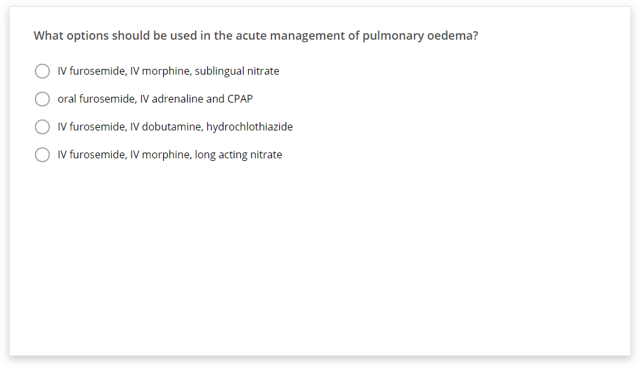 What options should be used in the acute management of pulmonary oedema?
IV furosemide, IV morphine, sublingual nitrate
oral furosemide, IV adrenaline and CPAP
IV furosemide, IV dobutamine, hydrochlothiazide
IV furosemide, IV morphine, long acting nitrate